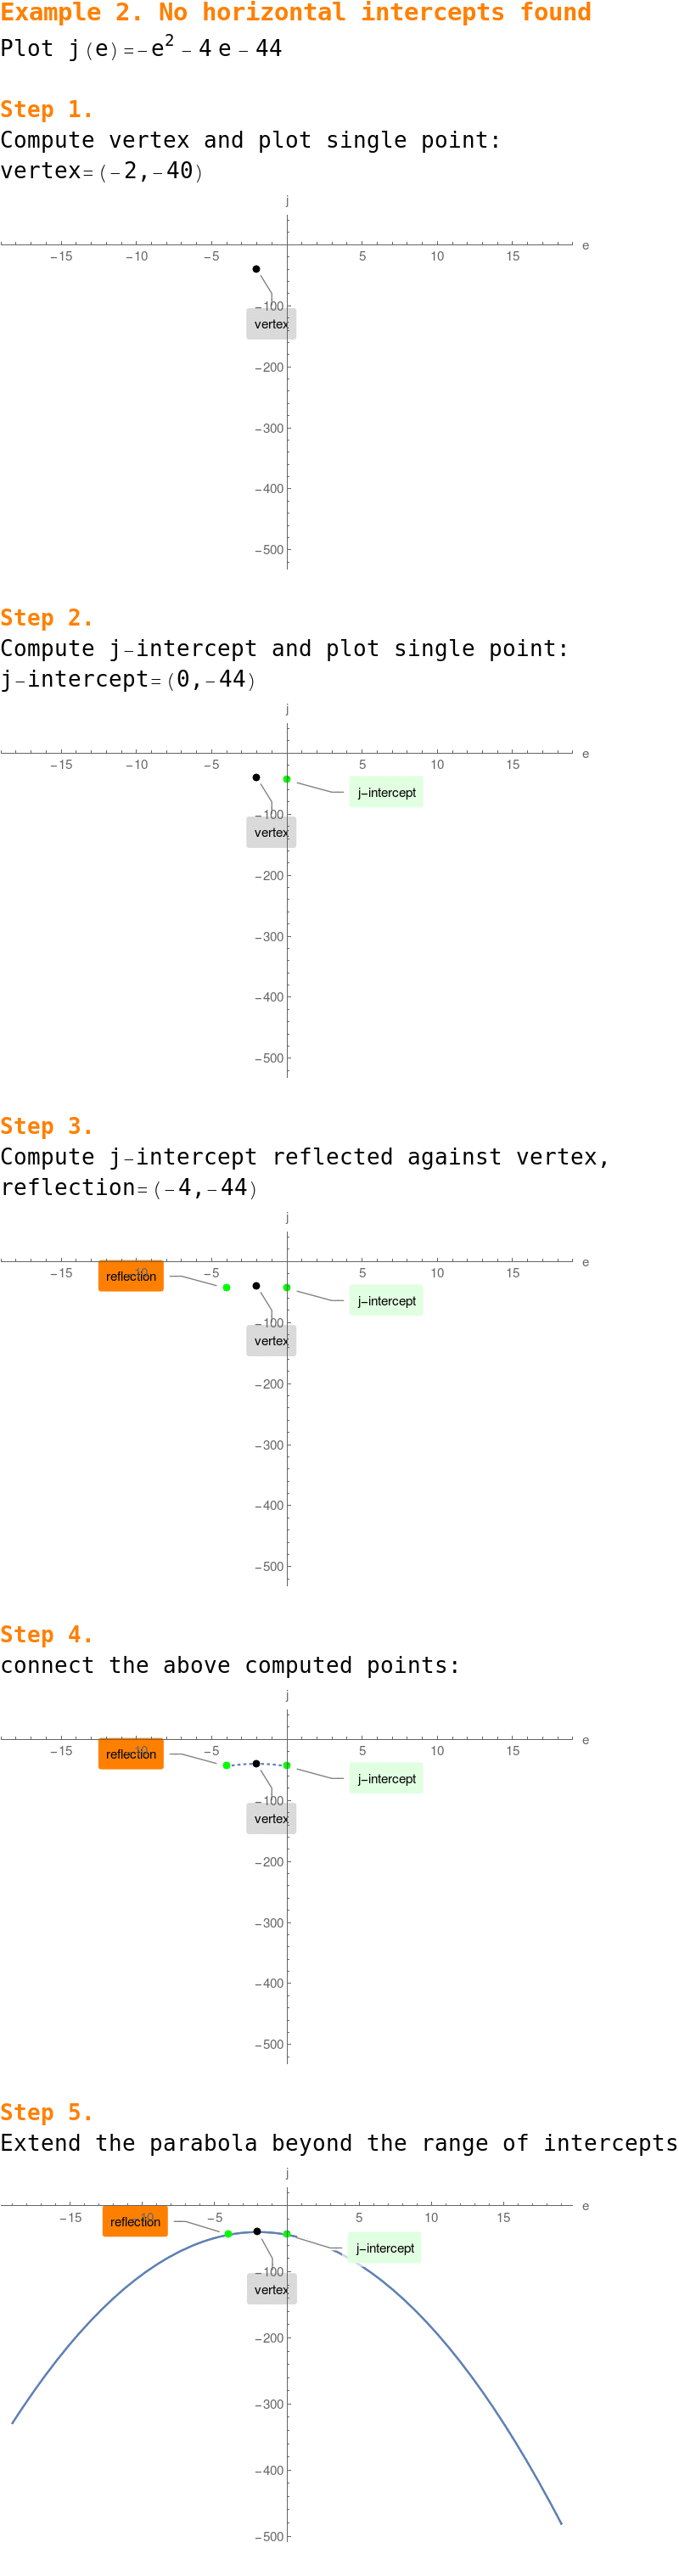 Example 2. No horizontal intercepts found
Plot j(e)=-e² - 4 e - 44
Step 1.
Compute vertex and plot single point:
vertex=(-2,-40)
j
e
-15 -10 -5 5 10 15
-100
vertex
-200
-300
-400
-500
Step 2.
Compute j-intercept and plot single point:
j-intercept=(0,-44)
j
e
-15 -10 -5 5 10 15
j-intercept
-100
vertex
-200
-300
-400
-500
Step 3.
Compute j-intercept reflected against vertex,
reflection=(-4,-44)
j
e
-15 -10 -5 5 10 15
reflection
j-intercept
-100
vertex
-200
-300
-400
-500
Step 4.
connect the above computed points:
j
e
-15 -10 -5 5 10 15
reflection
j-intercept
-100
vertex
-200
-300
-400
-500
Step 5.
Extend the parabola beyond the range of intercepts
j
e
-15 -10 -5 5 10 15
reflection
j-intercept
-100
vertex
-200
-300
-400
-500